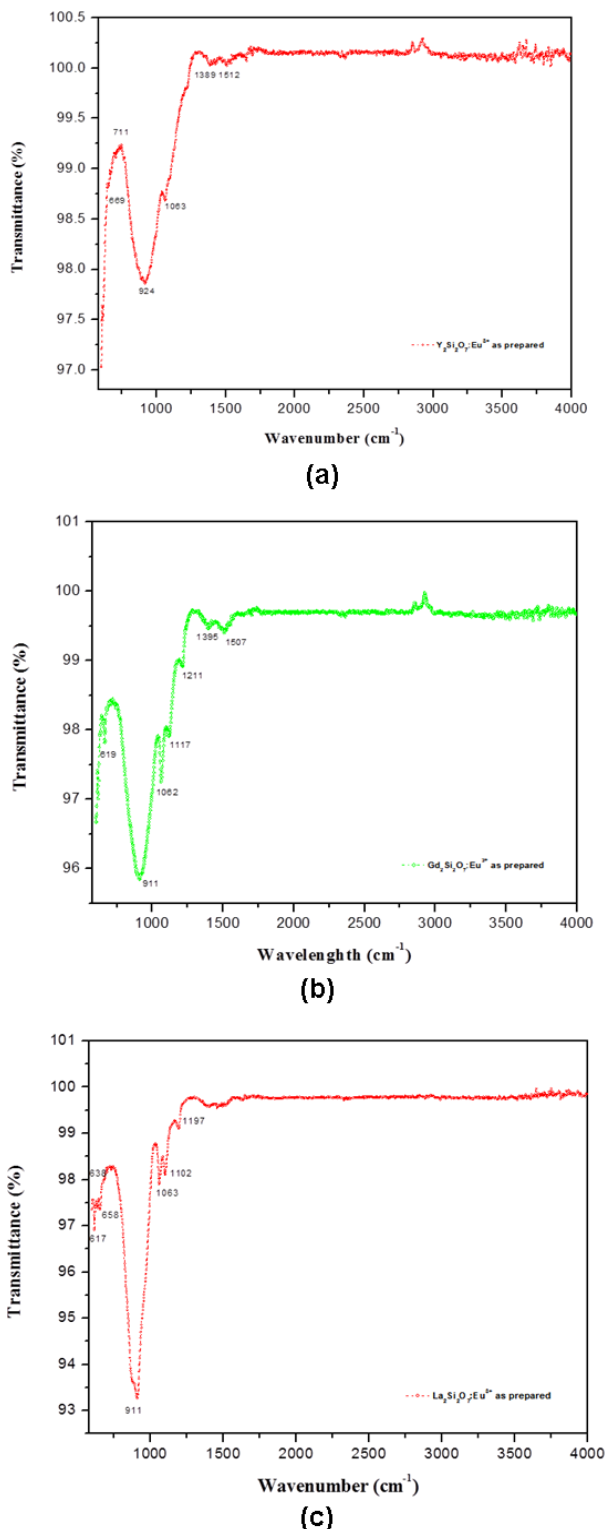 100.5
100.0
99.5
99.0
98.5
98.0
97.5
97.0
Transmittance (%)
711
669
924
1063
1389 1512
Y2Si2O7:Eu3+ as prepared
1000 1500 2000 2500 3000 3500 4000
Wavenumber (cm-1)
(a)
101
100
99
98
97
96
Transmittance (%)
619
911
1062
1117
1211
1395
1507
Gd2Si2O7:Eu3+ as prepared
1000 1500 2000 2500 3000 3500 4000
Wavelenghth (cm-1)
(b)
101
100
99
98
97
96
95
94
93
Transmittance (%)
638
658
617
911
1063
1102
1197
La2Si2O7:Eu3+ as prepared
1000 1500 2000 2500 3000 3500 4000
Wavenumber (cm-1)
(c)